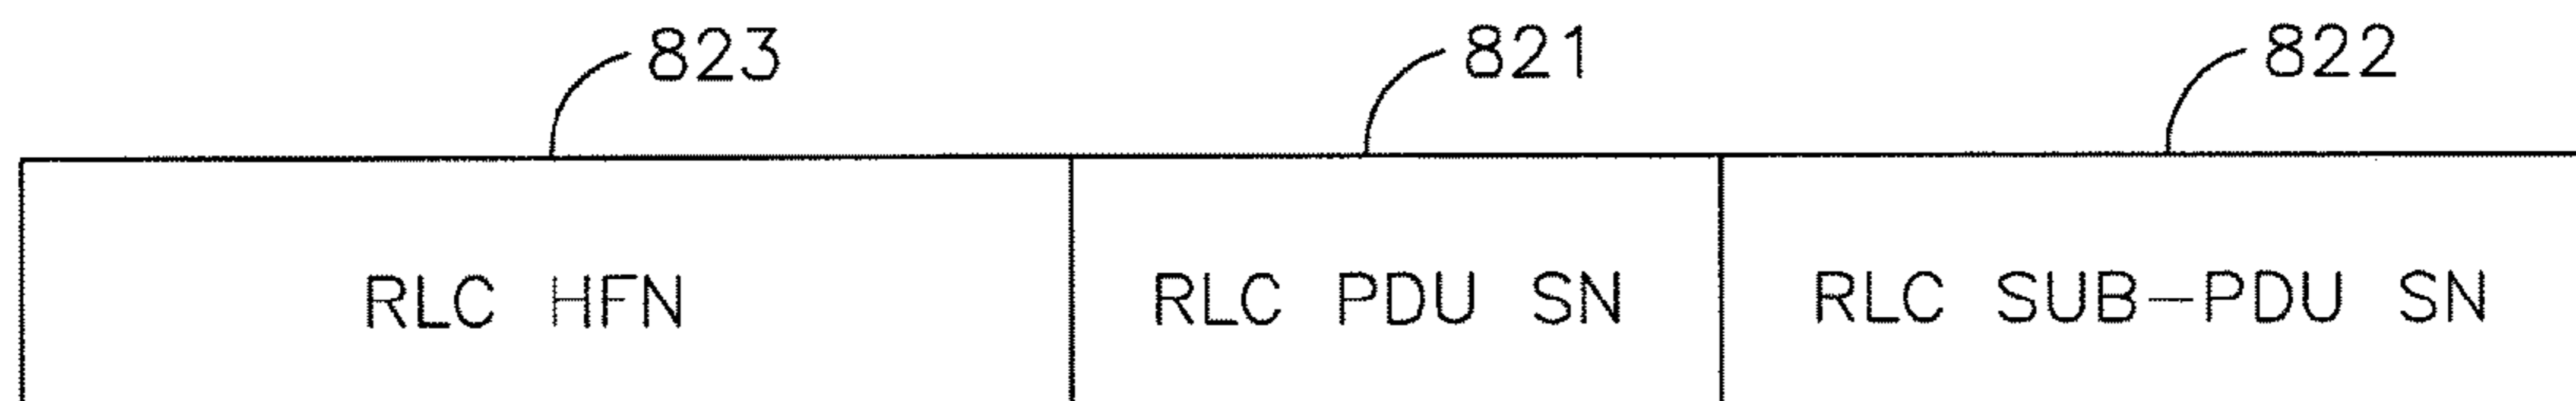 823 821 822
RLC HFN RLC PDU SN RLC SUB-PDU SN